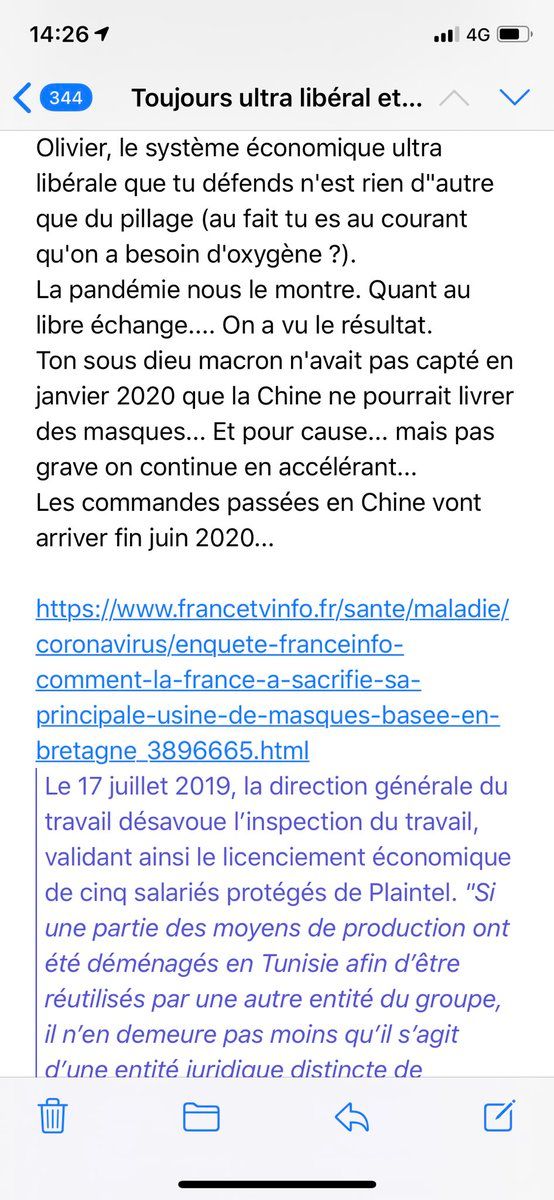 14:26
4G
344
Toujours ultra libéral et...
Olivier, le système économique ultra
libérale que tu défends n'est rien d"autre
que du pillage (au fait tu es au courant
qu'on a besoin d'oxygène ?).
La pandémie nous le montre. Quant au
libre échange.... On a vu le résultat.
Ton sous dieu macron n'avait pas capté en
janvier 2020 que la Chine ne pourrait livrer
des masques... Et pour cause... mais pas
grave on continue en accélérant...
Les commandes passées en Chine vont
arriver fin juin 2020...
https://www.francetvinfo.fr/sante/maladie/
coronavirus/enquete-franceinfo-
comment-la-france-a-sacrifie-sa-
principale-usine-de-masques-basee-en-
bretagne_3896665.html
Le 17 juillet 2019, la direction générale du
travail désavoue l’inspection du travail,
validant ainsi le licenciement économique
de cinq salariés protégés de Plaintel. "Si
une partie des moyens de production ont
été déménagés en Tunisie afin d’être
réutilisés par une autre entité du groupe,
il n’en demeure pas moins qu’il s’agit
d’une entité juridique distincte de